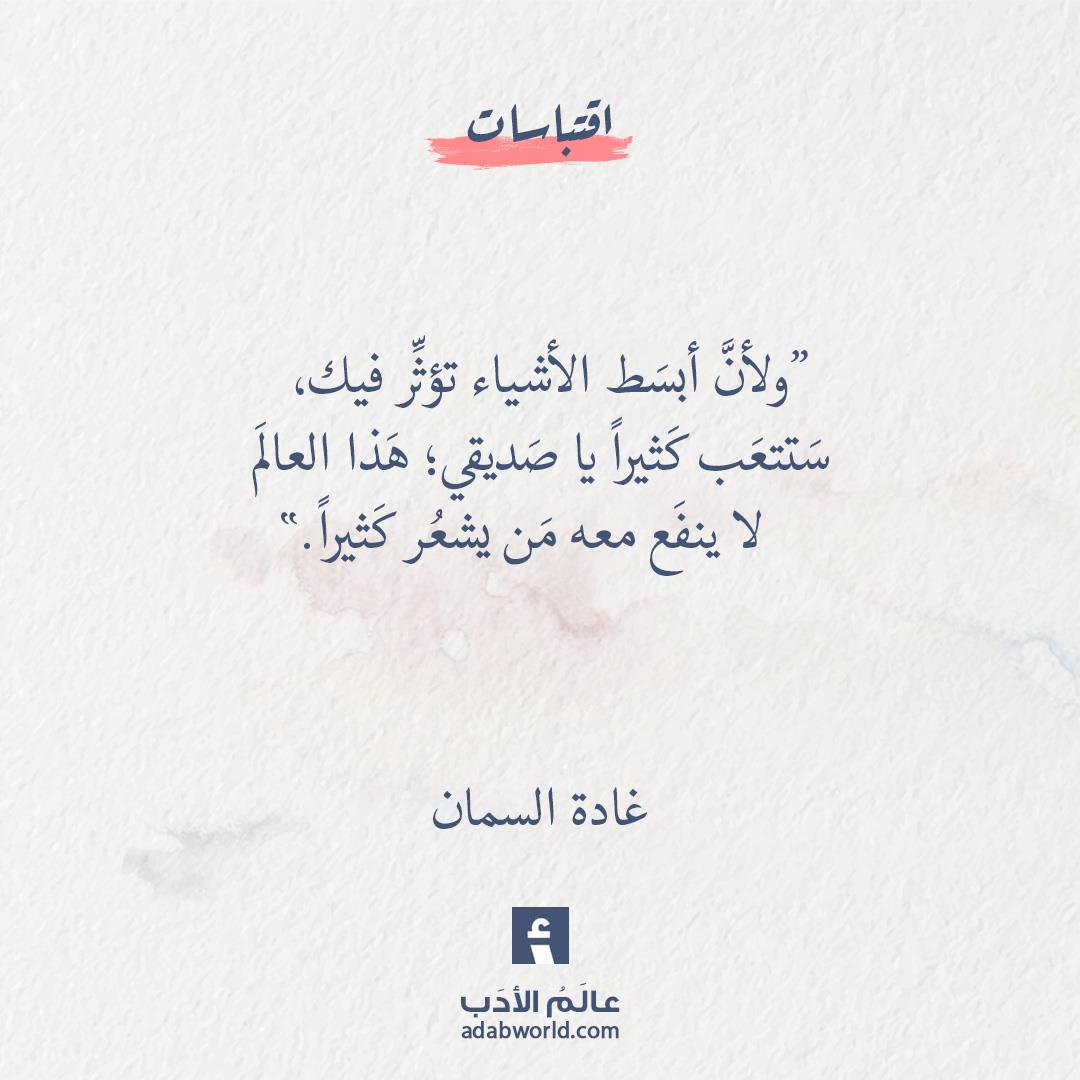 اقتباسات
”ولأنَّ أبسَط الأشياء تؤثِّر فيك،
سَتتعَب كَثيراً يا صَديقي؛ هَذا العالَم
لا ينفَع معه مَن يشعُر كَثيراً.“
غادة السمان
أ
عالَمُ الأدَب
adabworld.com